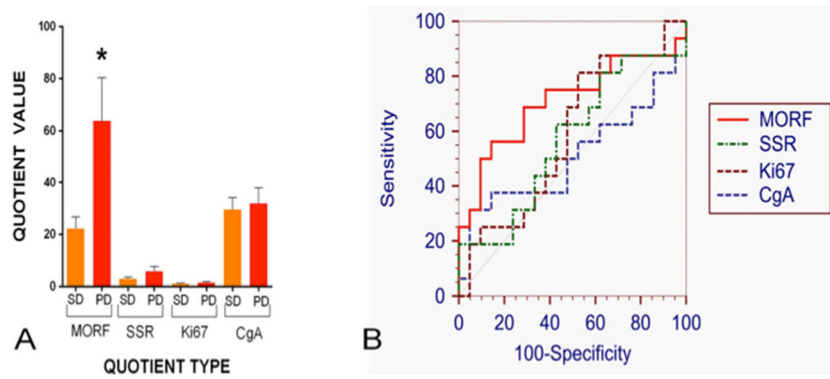 A
QUOTIENT VALUE
100
80
60
40
20
0
*
SD PD SD PD SD PD SD PD
MORF SSR Ki67 CgA
QUOTIENT TYPE
B
Sensitivity
100
80
60
40
20
0
0 20 40 60 80 100
100-Specificity
MORF
SSR
Ki67
CgA